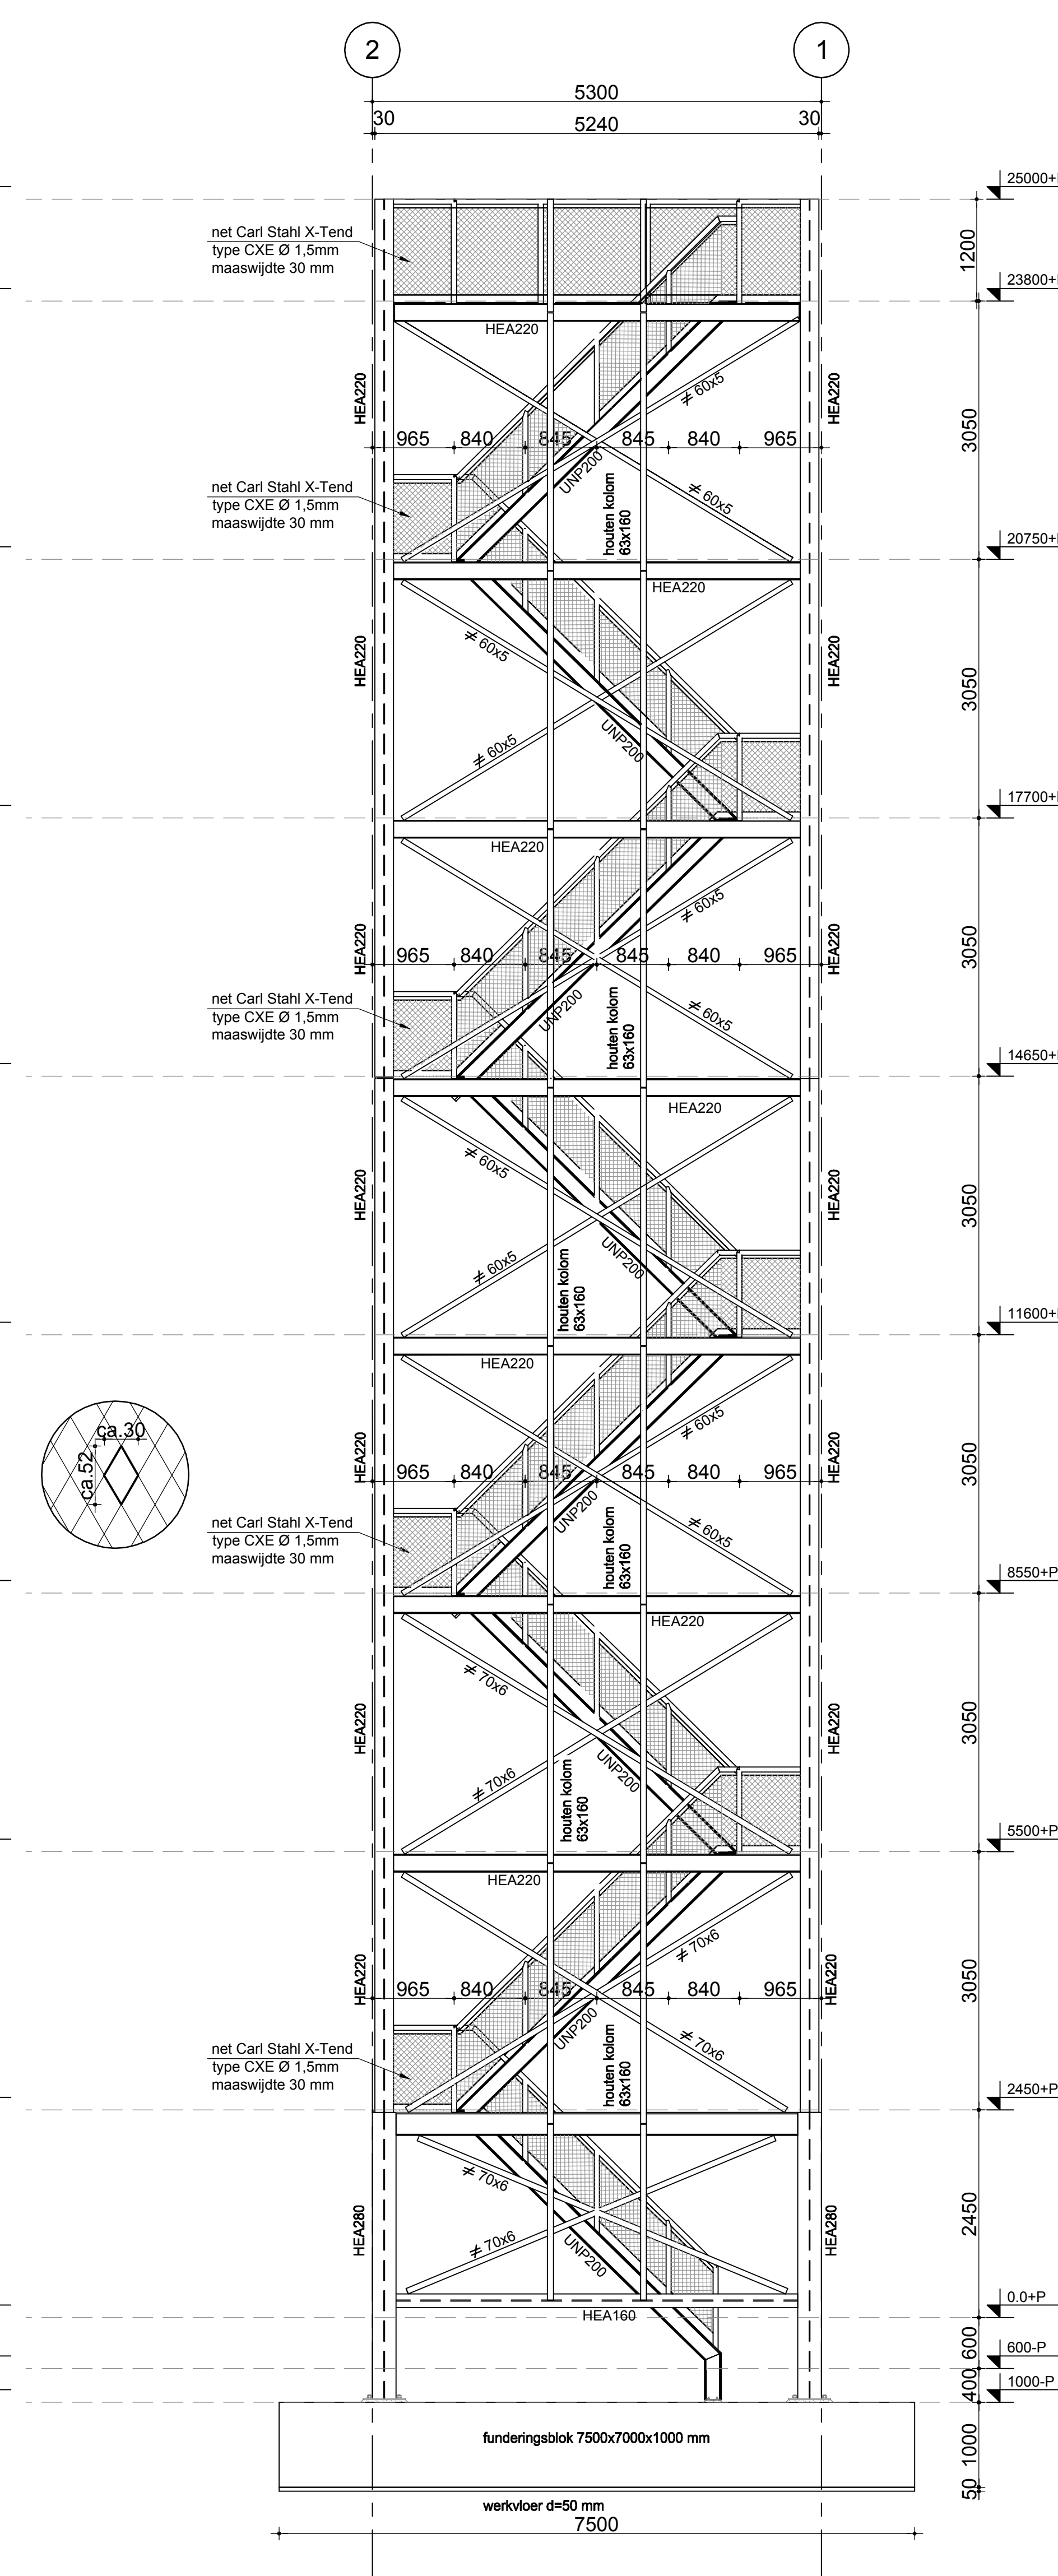 2 1
5300
30 5240 30
25000+
net Carl Stahl X-Tend
type CXE Ø 1,5mm
maaswijdte 30 mm
1200
23800+
HEA220
HEA220 ≠ 60x5 HEA220
3050
965 840 845 845 840 965
UNP200
net Carl Stahl X-Tend
type CXE Ø 1,5mm
maaswijdte 30 mm
houten kolom
63x160
≠ 60x5
20750+
HEA220
≠ 60x5
HEA220 HEA220
3050
≠ 60x5
UNP200
17700+
HEA220
≠ 60x5
HEA220 HEA220
3050
965 840 845 845 840 965
net Carl Stahl X-Tend
type CXE Ø 1,5mm
maaswijdte 30 mm
UNP200
houten kolom
63x160
≠ 60x5
14650+
HEA220
≠ 60x5
HEA220 HEA220
3050
≠ 60x5
UNP200
houten kolom
63x160
11600+
HEA220
≠ 60x5
ca.30
ca.52
HEA220 HEA220
3050
965 840 845 845 840 965
UNP200
net Carl Stahl X-Tend
type CXE Ø 1,5mm
maaswijdte 30 mm
houten kolom
63x160
≠ 60x5
8550+P
HEA220
≠ 70x6
HEA220 HEA220
3050
≠ 70x6
UNP200
houten kolom
63x160
5500+P
HEA220
≠ 70x6
HEA220 HEA220
3050
965 840 845 845 840 965
UNP200
net Carl Stahl X-Tend
type CXE Ø 1,5mm
maaswijdte 30 mm
houten kolom
63x160
≠ 70x6
2450+P
≠ 70x6
HEA280 HEA280
2450
≠ 70x6
UNP200
0.0+P
HEA160
600
600-P
400
1000-P
funderingsblok 7500x7000x1000 mm
1000
50
werkvloer d=50 mm
7500